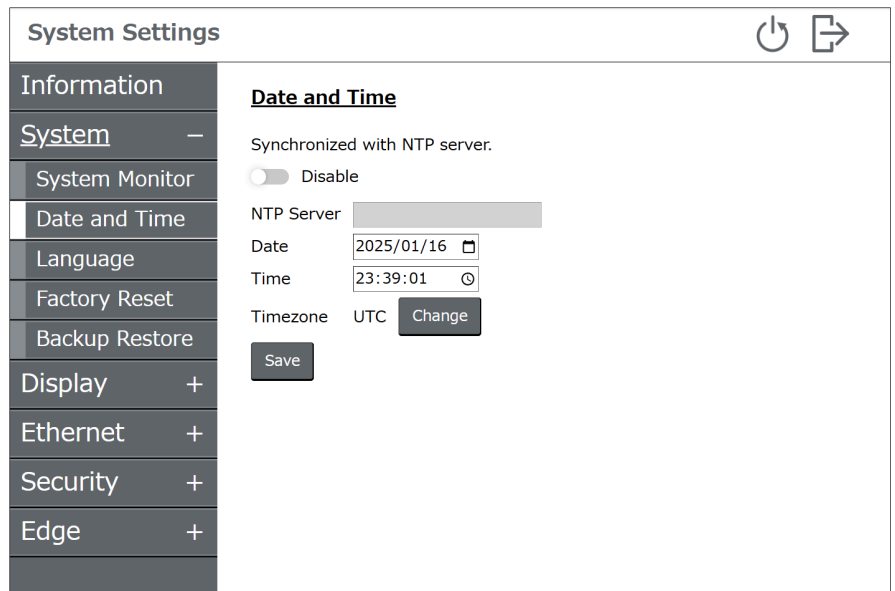 System Settings
Information
System −
System Monitor
Date and Time
Language
Factory Reset
Backup Restore
Display +
Ethernet +
Security +
Edge +
Date and Time
Synchronized with NTP server.
Disable
NTP Server
Date 2025/01/16
Time 23:39:01
Timezone UTC Change
Save